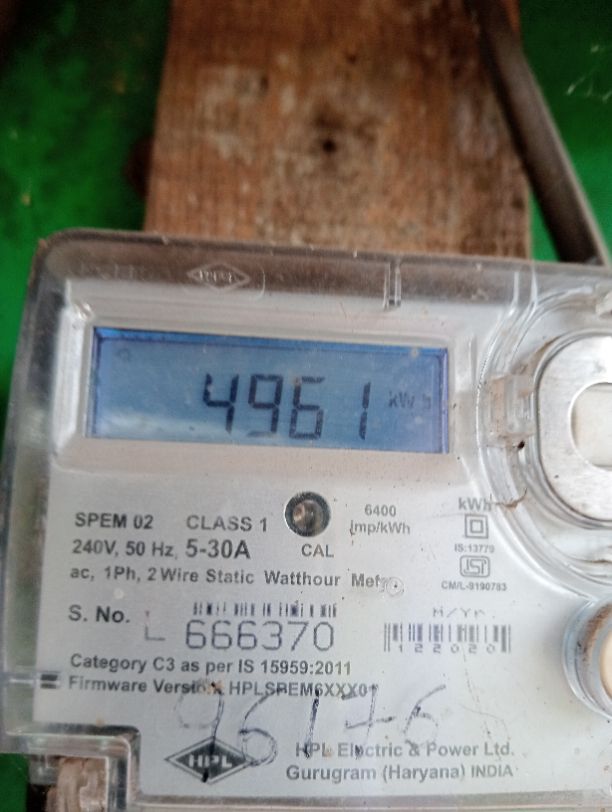 HPL
4961 kWh
SPEM 02 CLASS 1 6400 kWh
imp/kWh
240V, 50 Hz, 5-30A CAL IS:13779
ac, 1Ph, 2 Wire Static Watthour Meter CM/L-9190783
S. No. L 666370 M/Yr.
122020
Category C3 as per IS 15959:2011
Firmware Version HPLSPEM6XXX01
96176
HPL HPL Electric & Power Ltd.
Gurugram (Haryana) INDIA